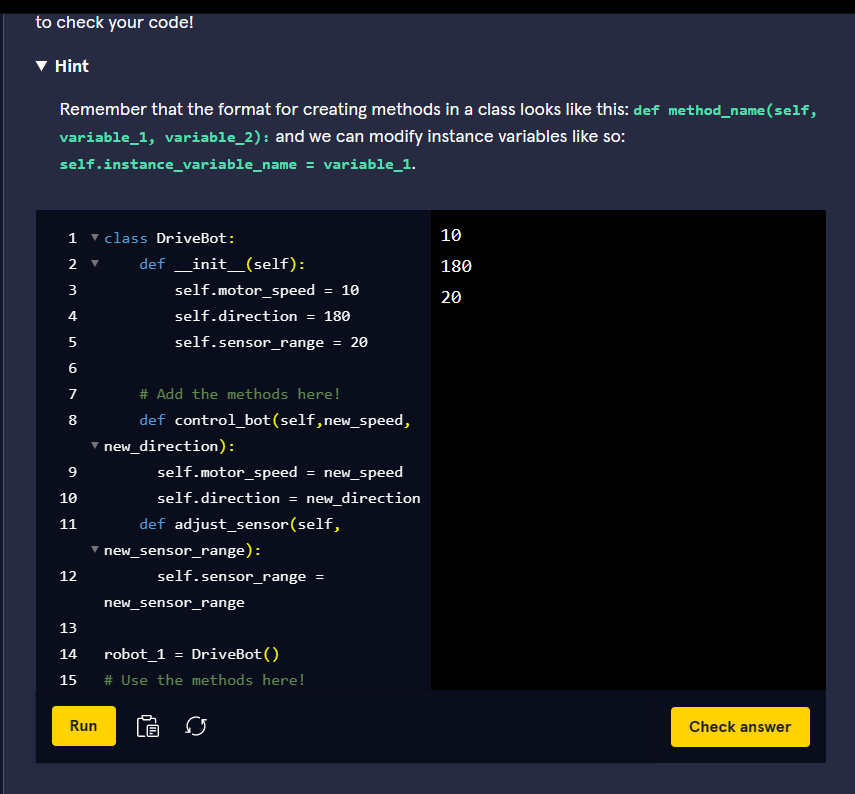 to check your code!
▼ Hint
Remember that the format for creating methods in a class looks like this: def method_name(self,
variable_1, variable_2): and we can modify instance variables like so:
self.instance_variable_name = variable_1.
1 class DriveBot:
2 def __init__(self):
3 self.motor_speed = 10
4 self.direction = 180
5 self.sensor_range = 20
6
7 # Add the methods here!
8 def control_bot(self,new_speed,
new_direction):
9 self.motor_speed = new_speed
10 self.direction = new_direction
11 def adjust_sensor(self,
new_sensor_range):
12 self.sensor_range =
new_sensor_range
13
14 robot_1 = DriveBot()
15 # Use the methods here!
10
180
20
Run
Check answer